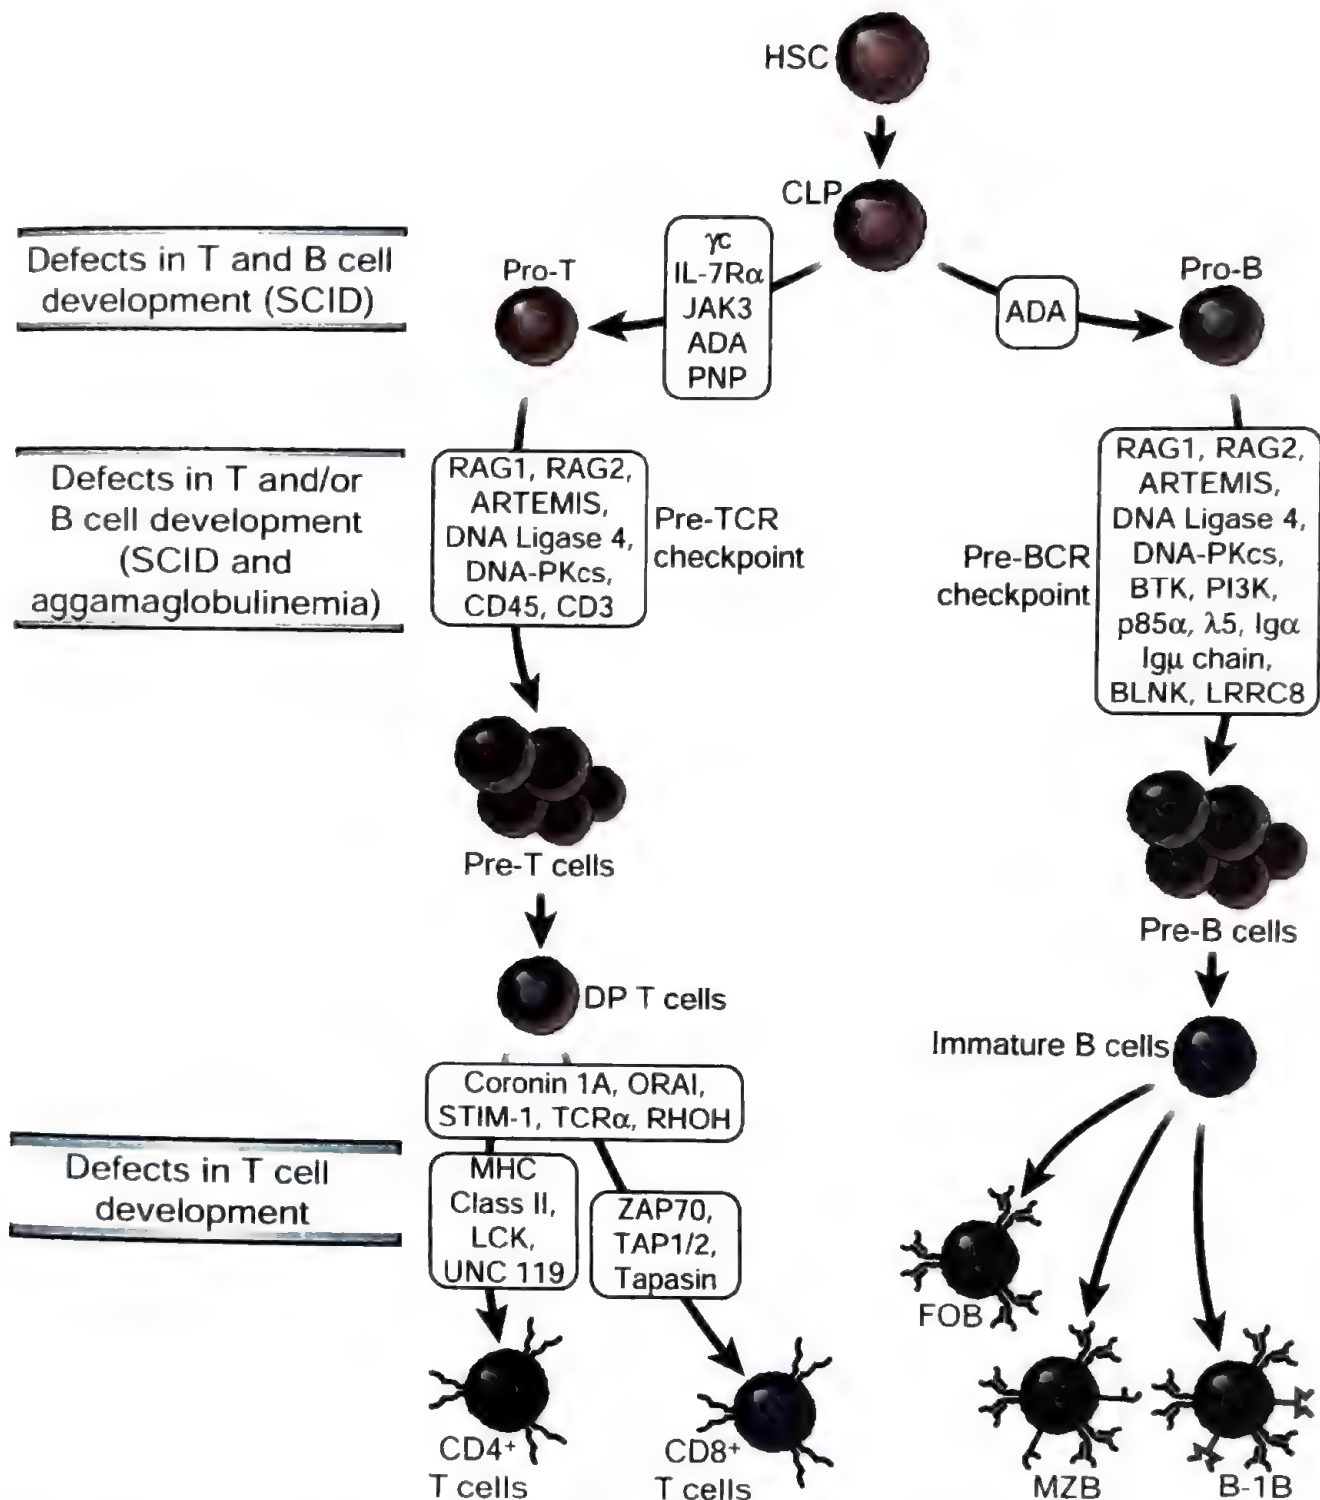 HSC
CLP
Defects in T and B cell
development (SCID)
Pro-T
γc
IL-7Rα
JAK3
ADA
PNP
ADA
Pro-B
Defects in T and/or
B cell development
(SCID and
aggamaglobulinemia)
RAG1, RAG2,
ARTEMIS,
DNA Ligase 4,
DNA-PKcs,
CD45, CD3
Pre-TCR
checkpoint
Pre-BCR
checkpoint
RAG1, RAG2,
ARTEMIS,
DNA Ligase 4,
DNA-PKcs,
BTK, PI3K,
p85α, λ5, Igα
Igμ chain,
BLNK, LRRC8
Pre-T cells
Pre-B cells
DP T cells
Immature B cells
Coronin 1A, ORAI,
STIM-1, TCRα, RHOH
Defects in T cell
development
MHC
Class II,
LCK,
UNC 119
ZAP70,
TAP1/2,
Tapasin
FOB
CD4+
T cells
CD8+
T cells
MZB
B-1B